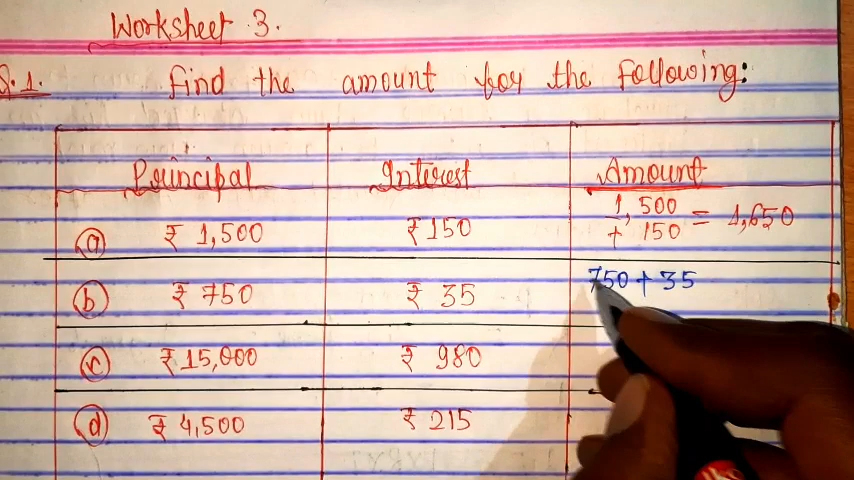 Worksheet 3.
Q.1. Find the amount for the following:
Principal Interest Amount
(a) ₹ 1,500 ₹ 150 1,500 + 150 = 1,650
(b) ₹ 750 ₹ 35 750 + 35
(c) ₹ 15,000 ₹ 980
(d) ₹ 4,500 ₹ 215